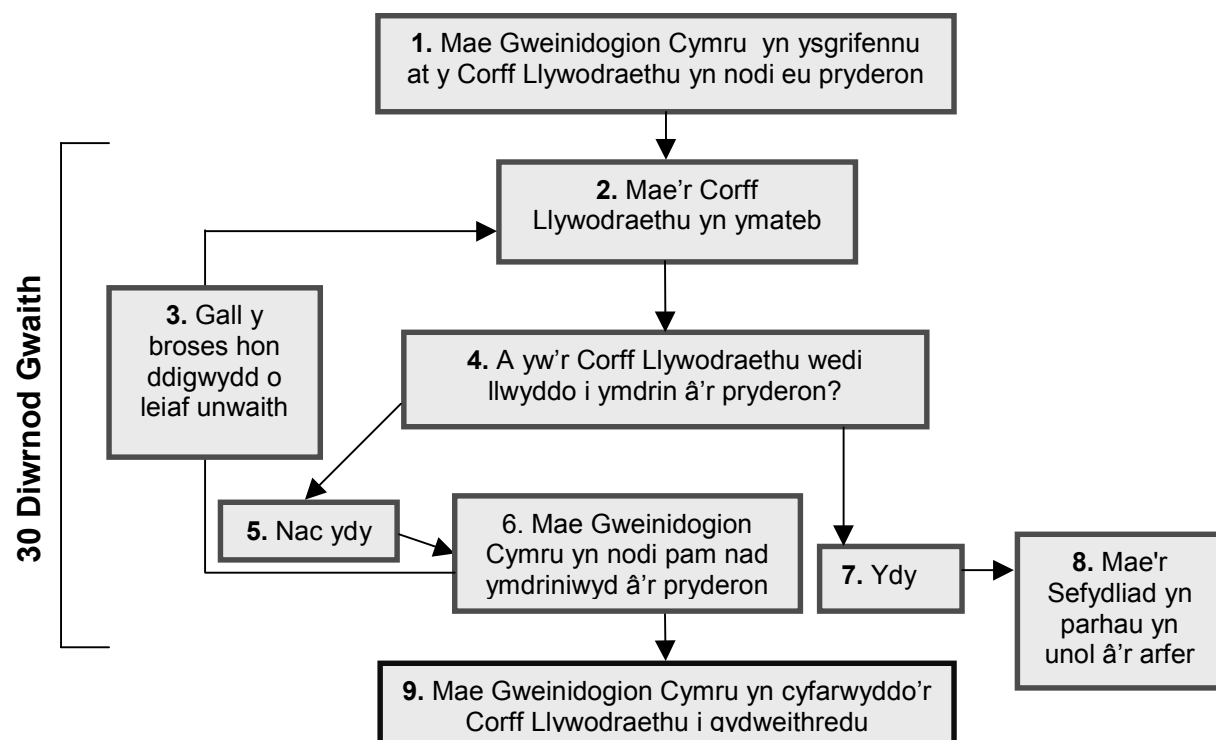 1. Mae Gweinidogion Cymru yn ysgrifennu
at y Corff Llywodraethu yn nodi eu pryderon
2. Mae'r Corff
Llywodraethu yn ymateb
30 Diwrnod Gwaith
3. Gall y
broses hon
ddigwydd o
leiaf unwaith
4. A yw'r Corff Llywodraethu wedi
llwyddo i ymdrin â'r pryderon?
5. Nac ydy
6. Mae Gweinidogion
Cymru yn nodi pam nad
ymdriniwyd â'r pryderon
7. Ydy
8. Mae'r
Sefydliad yn
parhau yn
unol â'r arfer
9. Mae Gweinidogion Cymru yn cyfarwyddo'r
Corff Llywodraethu i gydweithredu